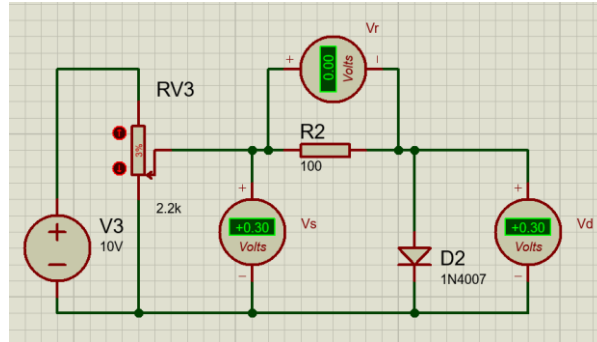 Vr
+
0.00
Volts
-
RV3
3%
2.2k
R2
100
V3
10V
+
+0.30
Volts
-
Vs
D2
1N4007
+
+0.30
Volts
-
Vd